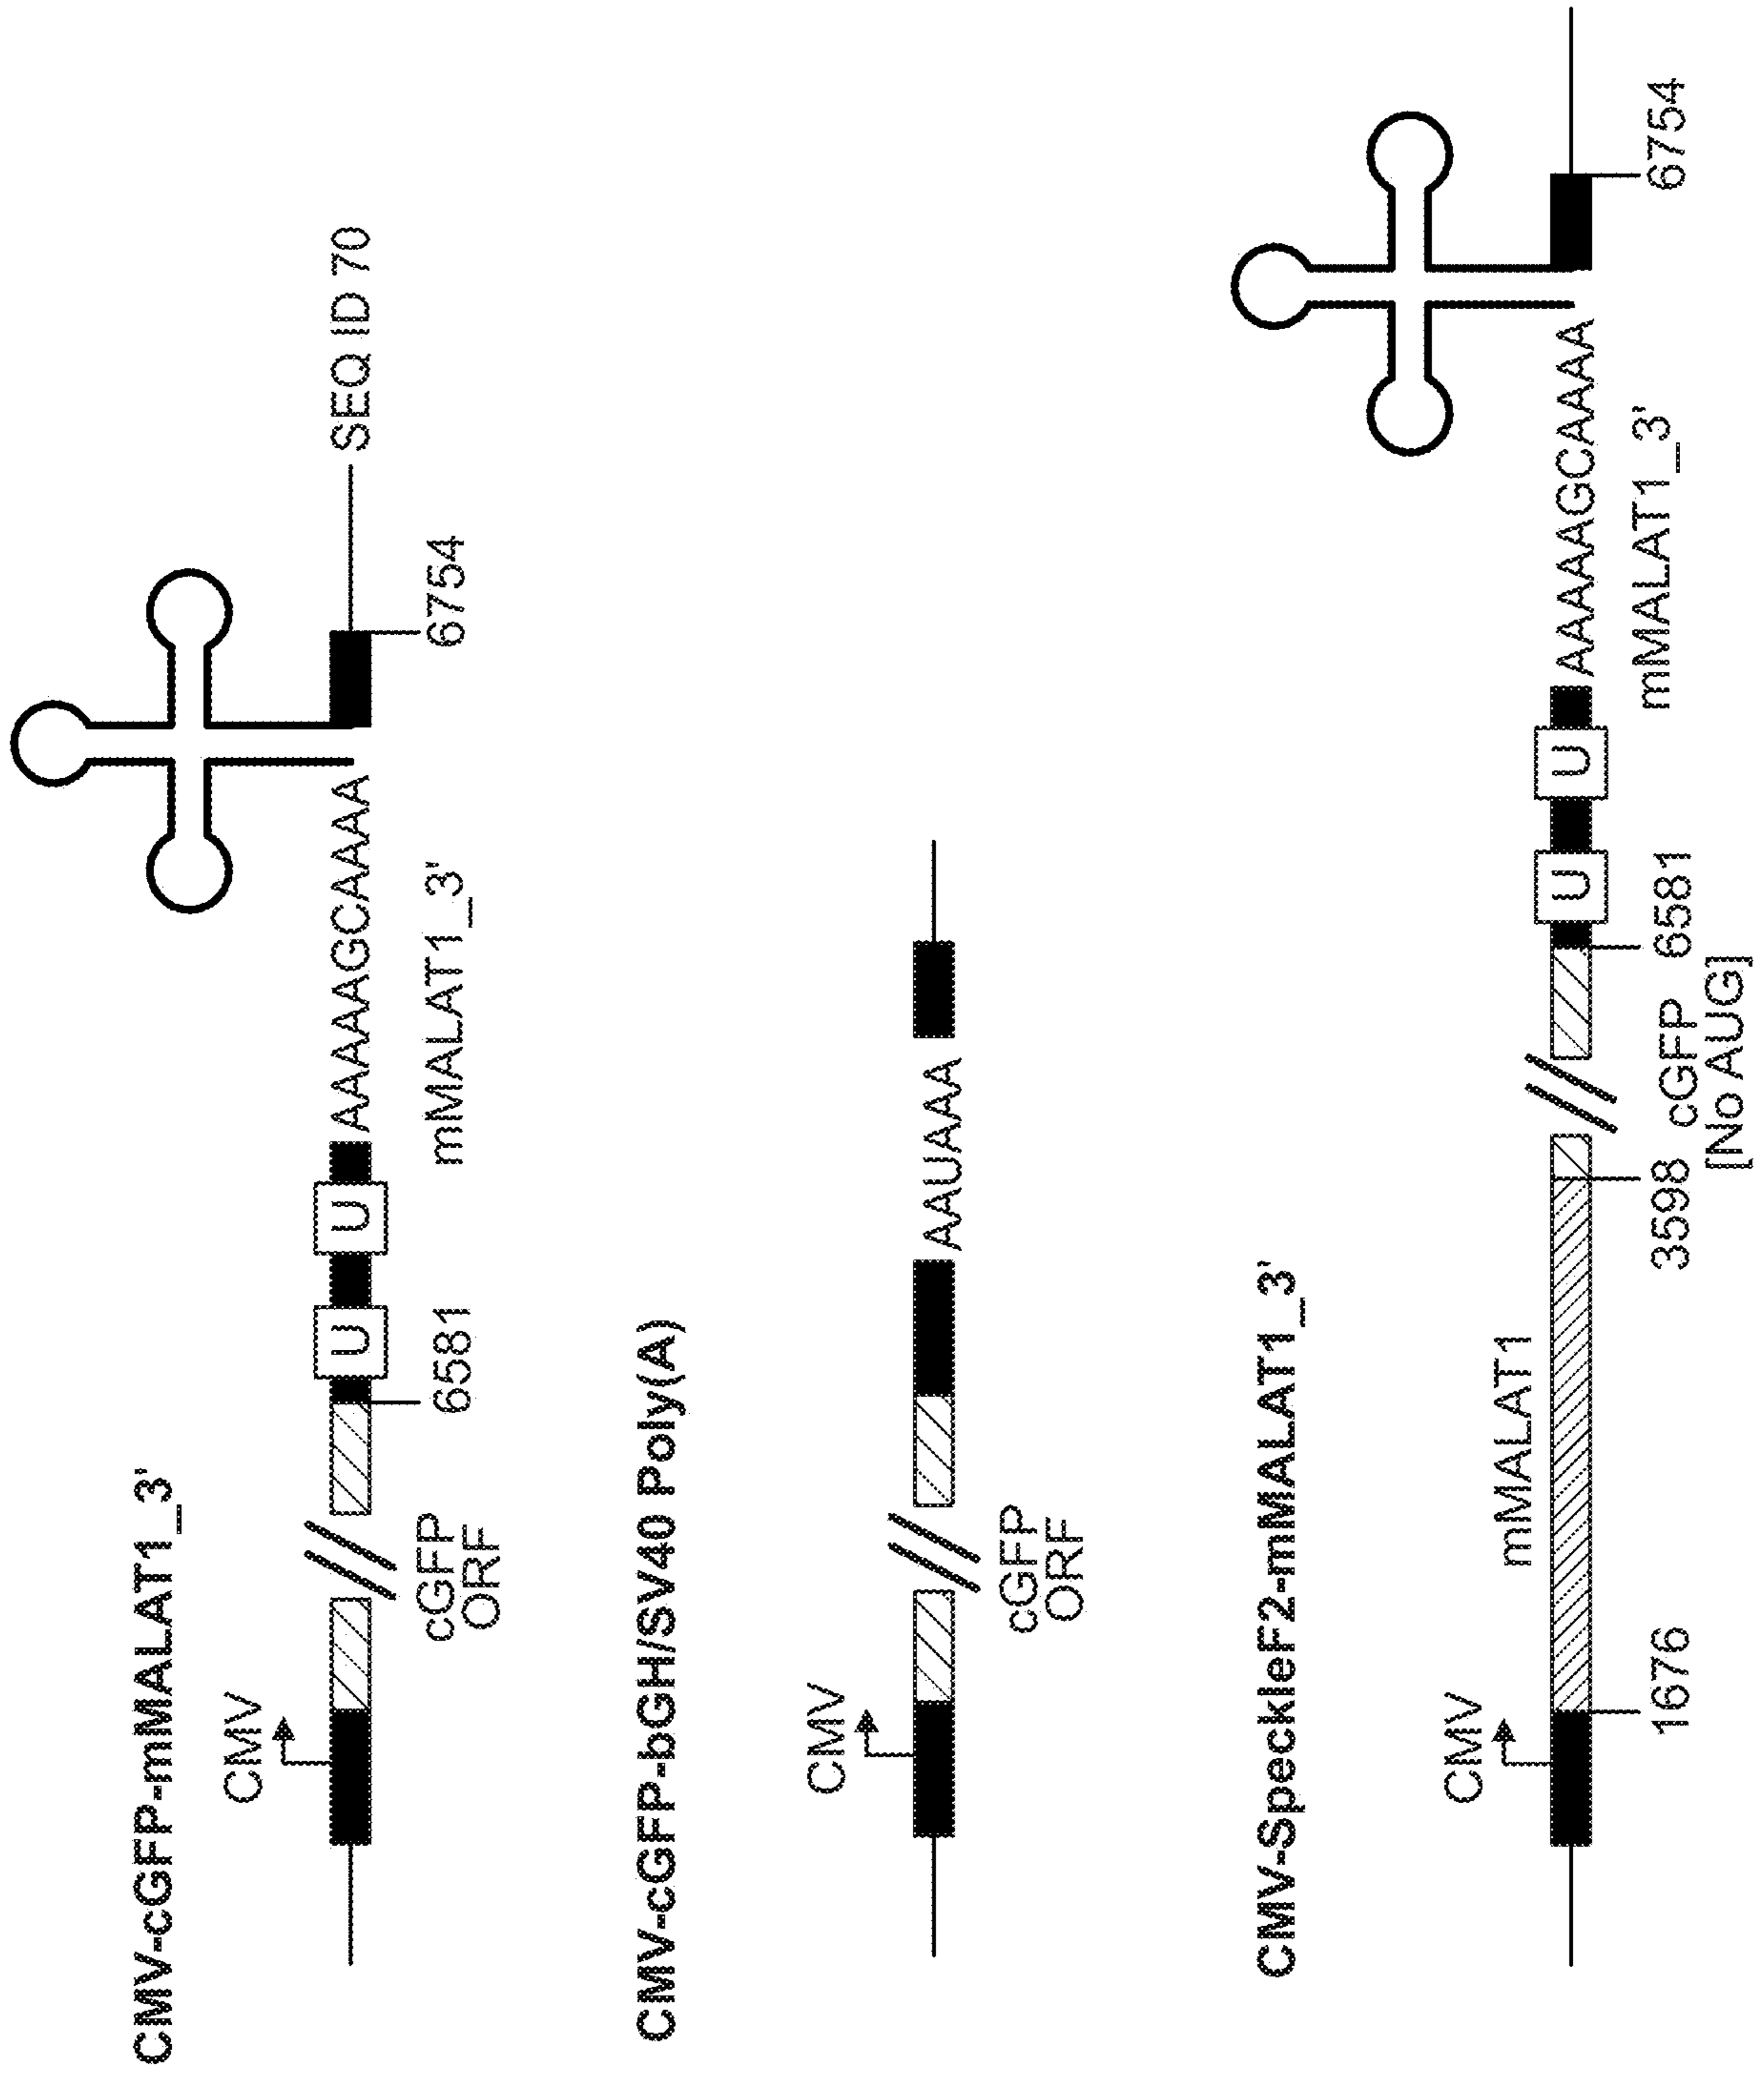 CMV-cGFP-mMALAT1_3'
CMV
cGFP
ORF
6581
U
U
AAAAAGCAAAA
mMALAT1_3'
6754
SEQ ID 70
CMV-cGFP-bGH/SV40 Poly(A)
CMV
cGFP
ORF
AAUAAA
CMV-SpeckleF2-mMALAT1_3'
CMV
1676
mMALAT1
3598
cGFP
[No AUG]
6581
U
U
AAAAAGCAAAA
mMALAT1_3'
6754